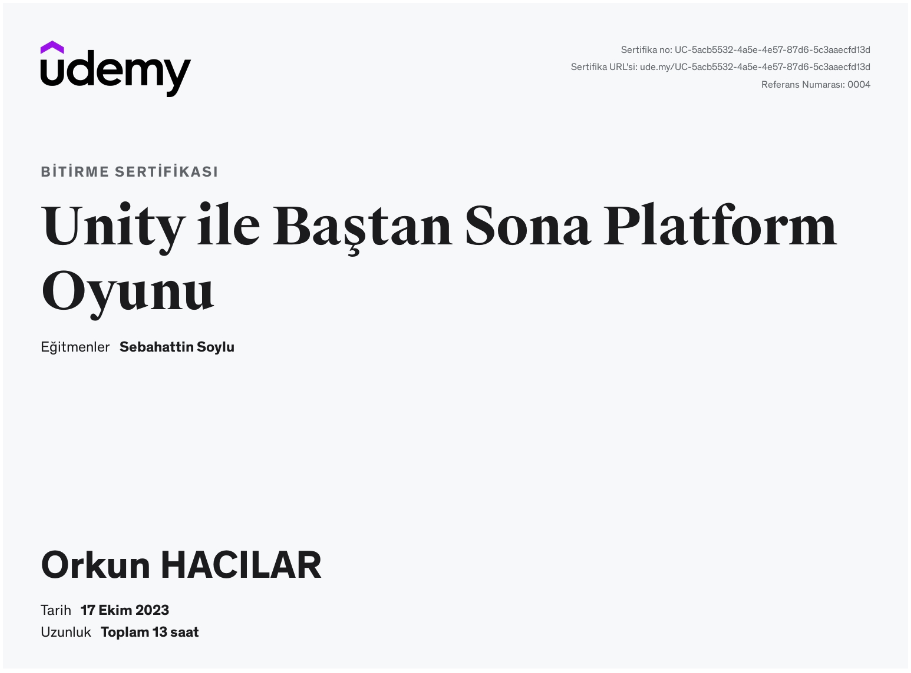 udemy
Sertifika no: UC-5acb5532-4a5e-4e57-87d6-5c3aaecfd13d
Sertifika URL'si: ude.my/UC-5acb5532-4a5e-4e57-87d6-5c3aaecfd13d
Referans Numarası: 0004
BİTİRME SERTİFİKASI
Unity ile Baştan Sona Platform
Oyunu
Eğitmenler Sebahattin Soylu
Orkun HACILAR
Tarih 17 Ekim 2023
Uzunluk Toplam 13 saat